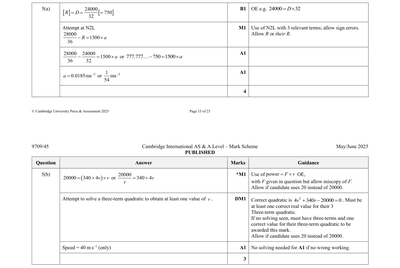 5(a)
[R] = D = 24000/32 [= 750]
B1
OE e.g. 24000 = D × 32
Attempt at N2L
28000/36 − R = 1500 × a
M1
Use of N2L with 3 relevant terms; allow sign errors.
Allow R or their R.
28000/36 − 24000/32 = 1500 × a or 777.777… − 750 = 1500 × a
A1
a = 0.0185 ms⁻² or 1/54 ms⁻²
A1
4
© Cambridge University Press & Assessment 2025
Page 15 of 23
9709/45
Cambridge International AS & A Level – Mark Scheme
PUBLISHED
May/June 2025
Question
Answer
Marks
Guidance
5(b)
20000 = (340 + 4v) × v or 20000/v = 340 + 4v
*M1
Use of power = F × v OE,
with F given in question but allow miscopy of F.
Allow if candidate uses 20 instead of 20000.
Attempt to solve a three-term quadratic to obtain at least one value of v.
DM1
Correct quadratic is 4v² + 340v − 20000 = 0. Must be
at least one correct real value for their 3
Three-term quadratic.
If no solving seen, must have three-terms and one
correct value for their three-term quadratic to be
awarded this mark.
Allow if candidate uses 20 instead of 20000.
Speed = 40 ms⁻¹ (only)
A1
No solving needed for A1 if no wrong working.
3